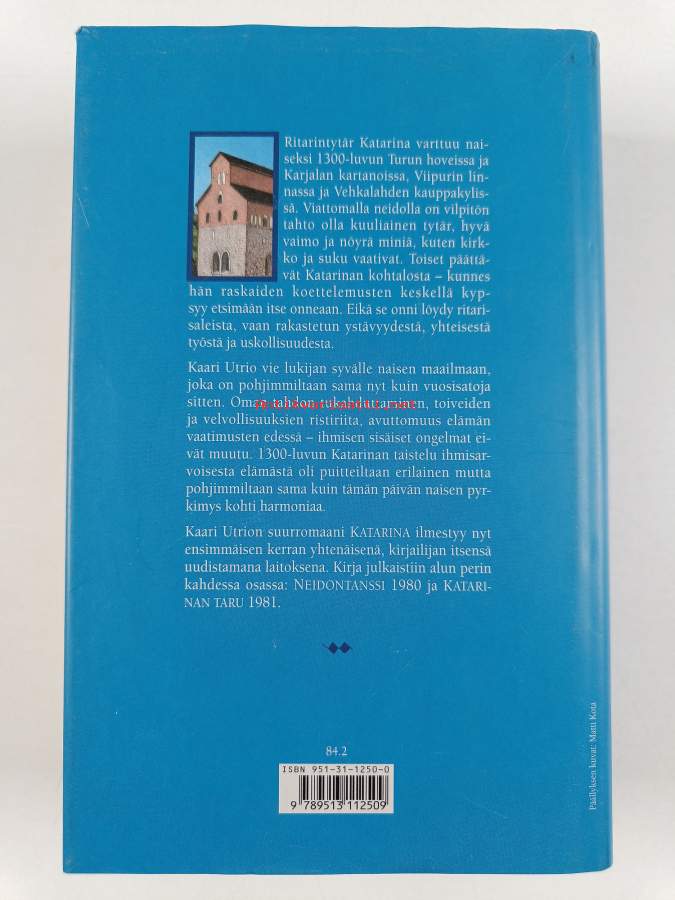 Ritarintytär Katarina varttuu nai-
seksi 1300-luvun Turun hoveissa ja
Karjalan kartanoissa, Viipurin lin-
nassa ja Vehkalahden kauppakylis-
sä. Viattomalla neidolla on vilpitön
tahto olla kuuliainen tytär, hyvä
vaimo ja nöyrä miniä, kuten kirk-
ko ja suku vaativat. Toiset päättä-
vät Katarinan kohtalosta – kunnes
hän raskaiden koettelemusten keskellä kyp-
syy etsimään itse onneaan. Eikä se onni löydy ritari-
saleista, vaan rakastetun ystävyydestä, yhteisestä
työstä ja uskollisuudesta.
Kaari Utrio vie lukijan syvälle naisen maailmaan,
joka on pohjimmiltaan sama nyt kuin vuosisatoja
sitten. Oman tahdon tukahduttaminen, toiveiden
ja velvollisuuksien ristiriita, avuttomuus elämän
vaatimusten edessä – ihmisen sisäiset ongelmat ei-
vät muutu. 1300-luvun Katarinan taistelu ihmisar-
voisesta elämästä oli puitteiltaan erilainen mutta
pohjimmiltaan sama kuin tämän päivän naisen pyr-
kimys kohti harmoniaa.
Kaari Utrion suurromaani KATARINA ilmestyy nyt
ensimmäisen kerran yhtenäisenä, kirjailijan itsensä
uudistamana laitoksena. Kirja julkaistiin alun perin
kahdessa osassa: NEIDONTANSSI 1980 ja KATARI-
NAN TARU 1981.
84.2
ISBN 951-31-1250-0
9 789513 112509
Päällyksen kuvat: Matti Kota